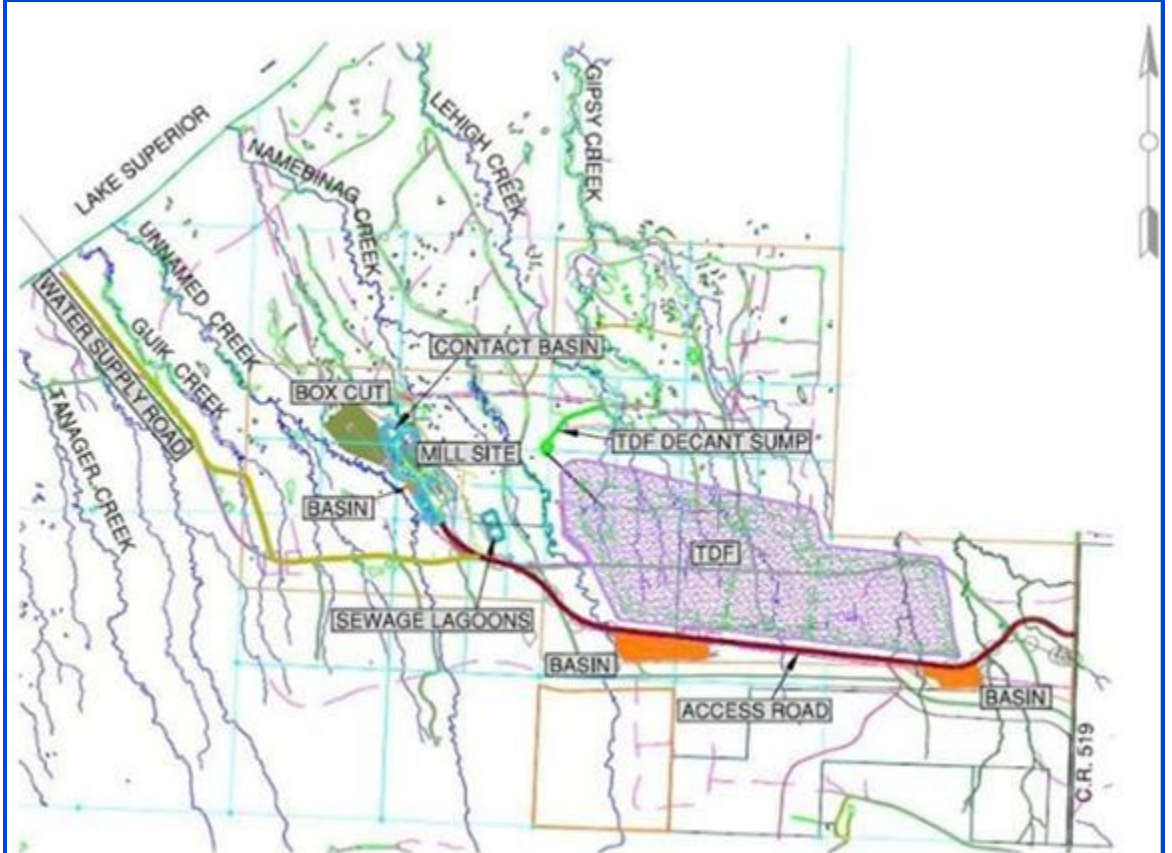 LAKE SUPERIOR
NAMEBINAG CREEK
LEHIGH CREEK
GIPSY CREEK
UNNAMED CREEK
WATER SUPPLY ROAD
GIJIK CREEK
TANAGER CREEK
CONTACT BASIN
BOX CUT
MILL SITE
TDF DECANT SUMP
BASIN
TDF
SEWAGE LAGOONS
BASIN
ACCESS ROAD
BASIN
C.R. 519